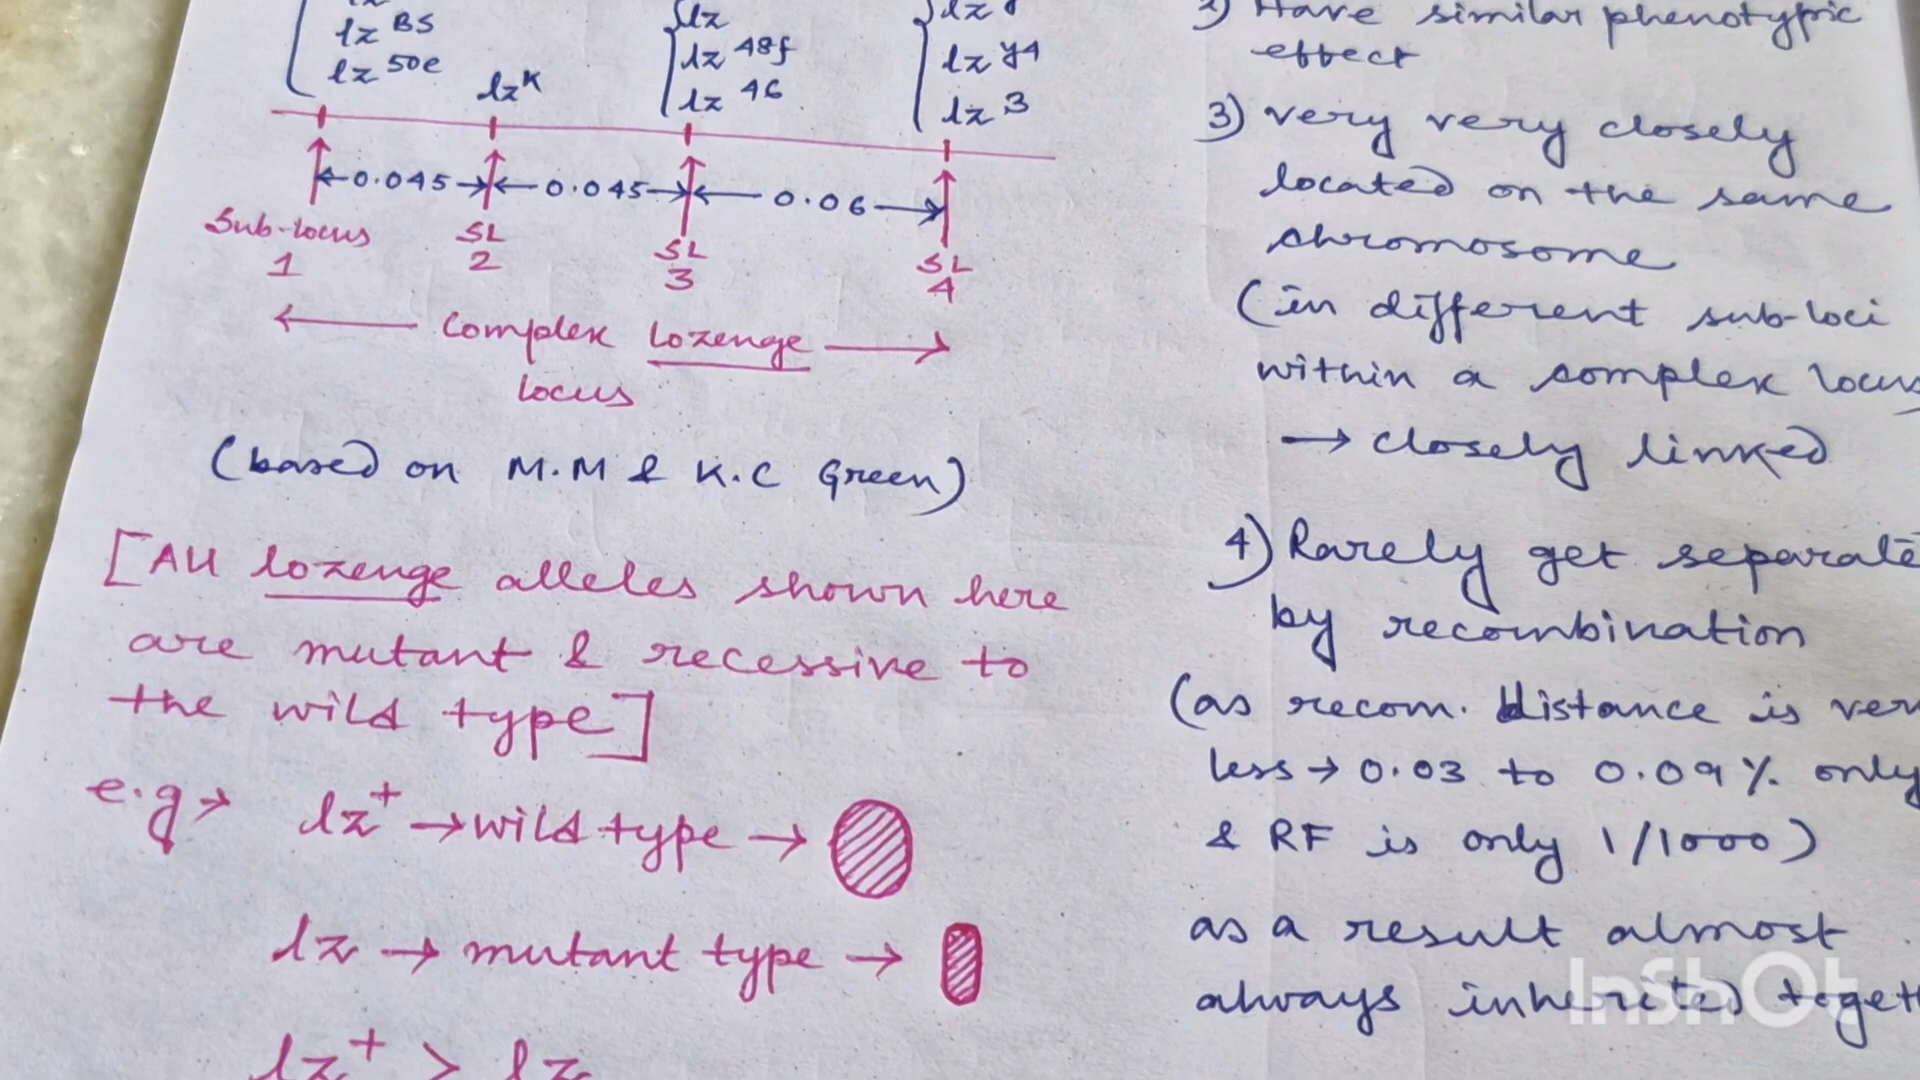 lz BS
lz 50e
lz K
lz
lz 48f
lz 46
lz y4
lz 3
0.045
0.045
0.06
Sub-locus
1
SL
2
SL
3
SL
4
← Complex lozenge →
locus
(based on M.M & K.C Green)
[All lozenge alleles shown here
are mutant & recessive to
the wild type]
e.g → lz+ → wild type →
lz → mutant type →
lz+ > lz
2) Have similar phenotypic
effect
3) very very closely
located on the same
chromosome
(in different sub-loci
within a complex locus
→ closely linked
4) Rarely get separate
by recombination
(as recom. distance is ver
less → 0.03 to 0.09% only
& RF is only 1/1000)
as a result almost
always inherited toget
InShOt